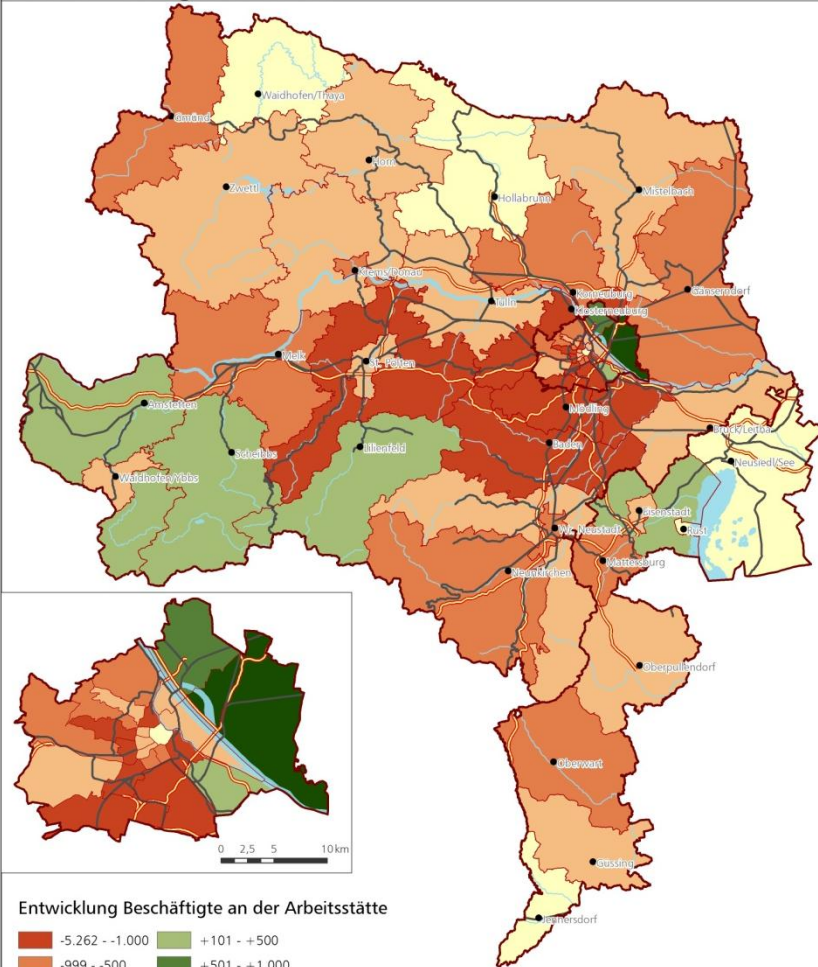 Waidhofen/Thaya
Gmünd
Horn
Zwettl
Hollabrunn
Mistelbach
Krems/Donau
Tulln
Korneuburg
Klosterneuburg
Gänserndorf
Melk
St. Pölten
Amstetten
Mödling
Bruck/Leitha
Baden
Scheibbs
Lilienfeld
Neusiedl/See
Waidhofen/Ybbs
Eisenstadt
Wr. Neustadt
Rust
Mattersburg
Neunkirchen
Oberpullendorf
Oberwart
Güssing
Jennersdorf
0 2,5 5 10 km
Entwicklung Beschäftigte an der Arbeitsstätte
-5.262 - -1.000 +101 - +500
-999 - -500 +501 - +1.000